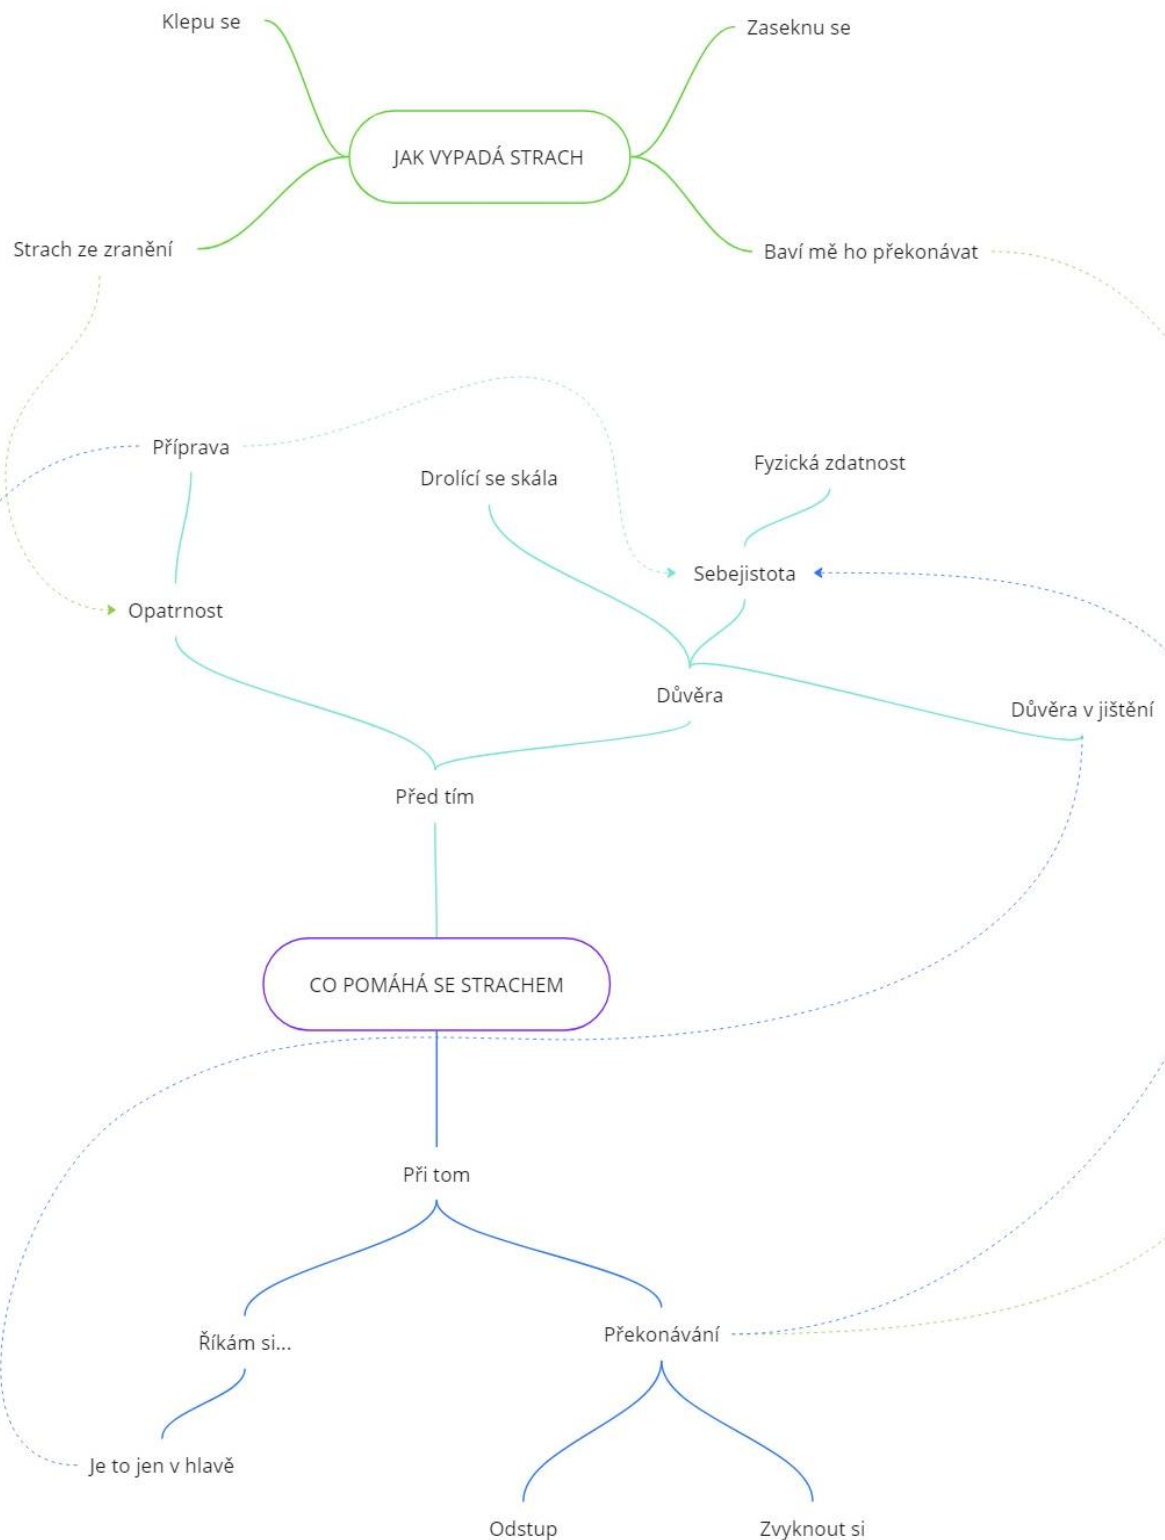 Klepu se
Zaseknu se
JAK VYPADÁ STRACH
Strach ze zranění
Baví mě ho překonávat
Příprava
Drolící se skála
Fyzická zdatnost
Sebejistota
Opatrnost
Důvěra
Důvěra v jištění
Před tím
CO POMÁHÁ SE STRACHEM
Při tom
Říkám si...
Překonávání
Je to jen v hlavě
Odstup
Zvyknout si